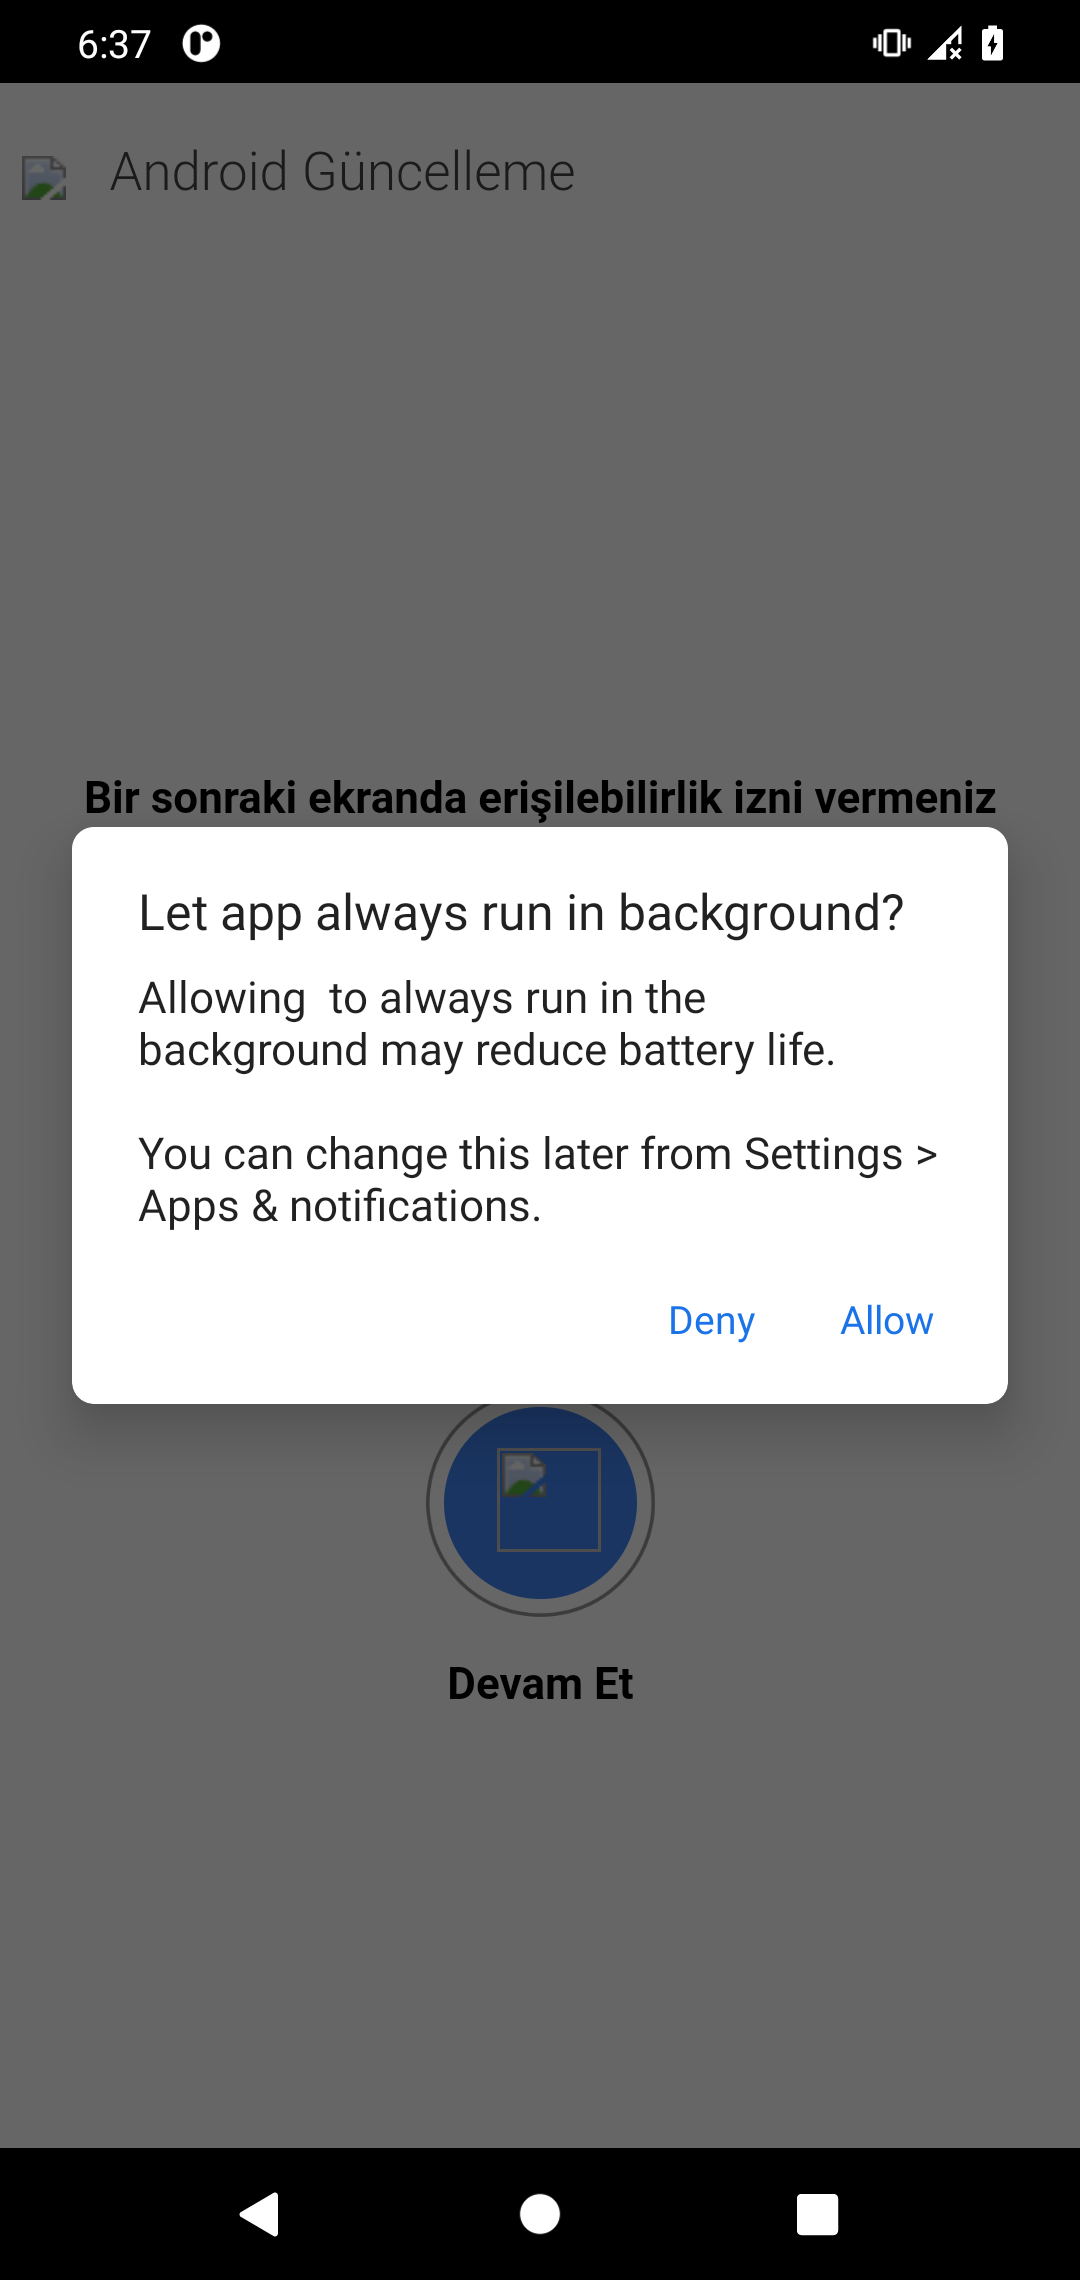 6:37
Android Güncelleme
Bir sonraki ekranda erişilebilirlik izni vermeniz
Let app always run in background?
Allowing  to always run in the
background may reduce battery life.
You can change this later from Settings >
Apps & notifications.
Deny Allow
Devam Et